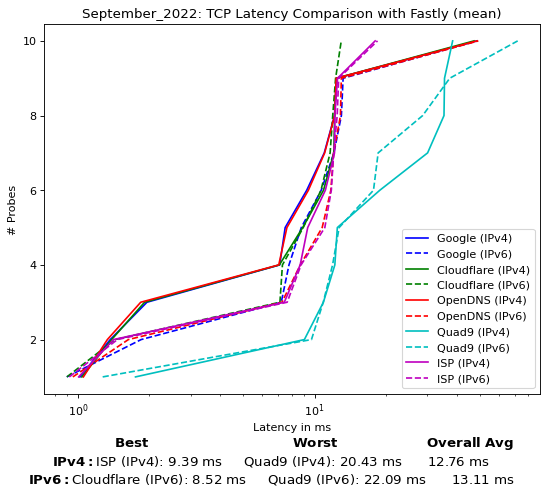 September_2022: TCP Latency Comparison with Fastly (mean)
10
8
6
4
2
# Probes
Google (IPv4)
Google (IPv6)
Cloudflare (IPv4)
Cloudflare (IPv6)
OpenDNS (IPv4)
OpenDNS (IPv6)
Quad9 (IPv4)
Quad9 (IPv6)
ISP (IPv4)
ISP (IPv6)
10⁰ 10¹
Latency in ms
Best Worst Overall Avg
IPv4: ISP (IPv4): 9.39 ms Quad9 (IPv4): 20.43 ms 12.76 ms
IPv6: Cloudflare (IPv6): 8.52 ms Quad9 (IPv6): 22.09 ms 13.11 ms